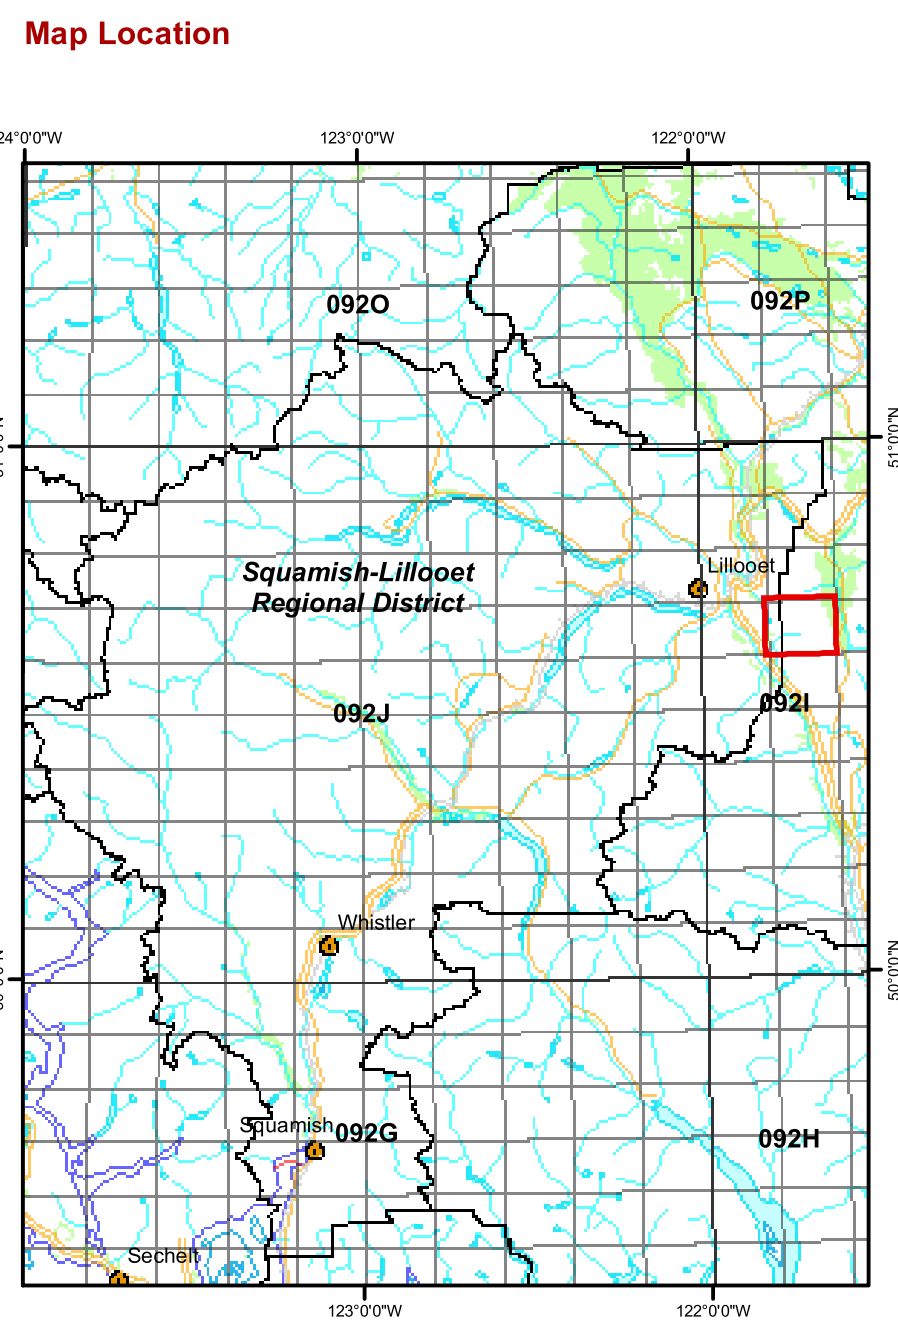 Map Location
24°0'0"W 123°0'0"W 122°0'0"W
092O
092P
51°0'0"N
Lillooet
Squamish-Lillooet
Regional District
092I
092J
Whistler
50°0'0"N
Squamish
092G
092H
Sechelt
123°0'0"W 122°0'0"W